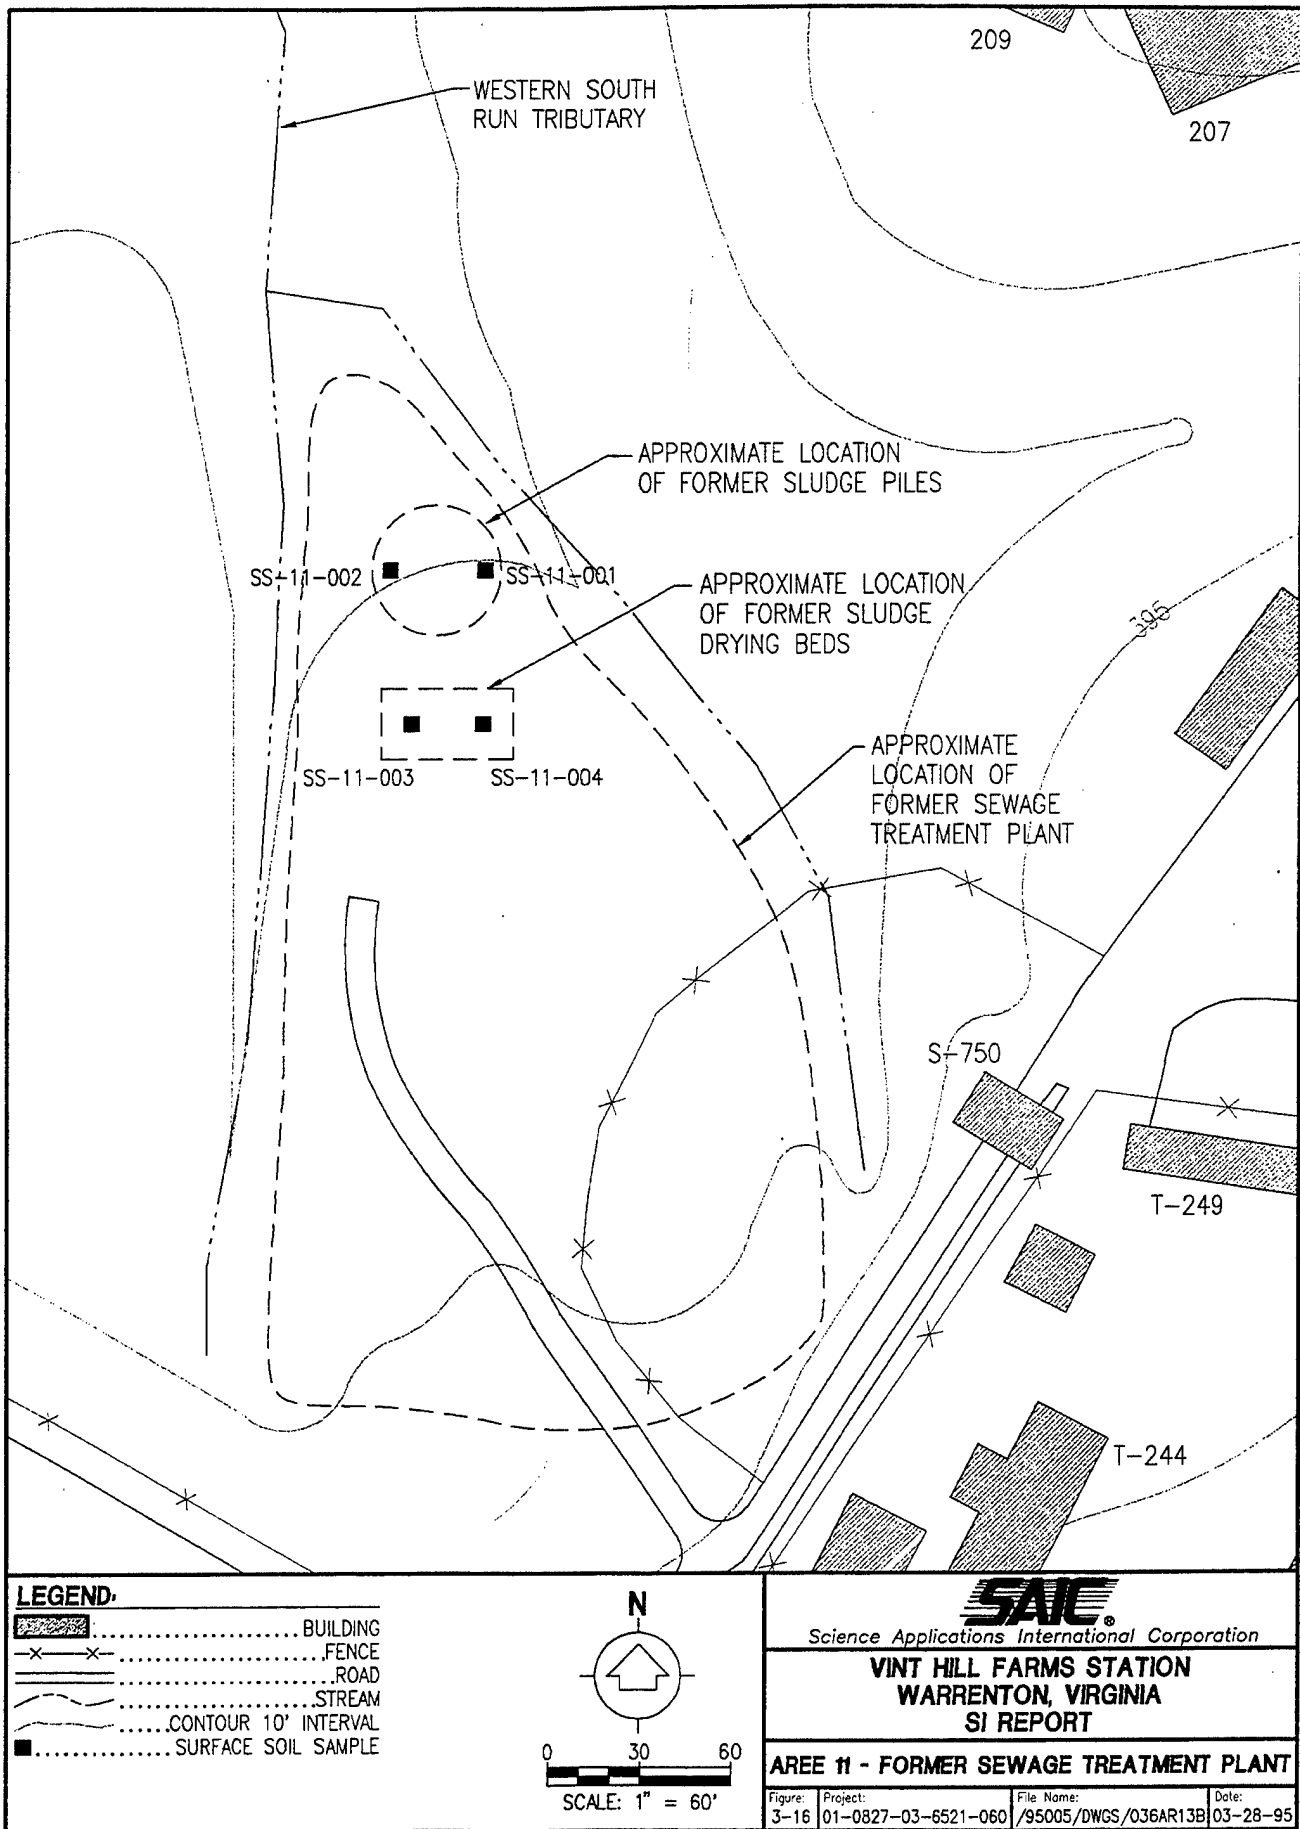 209
207
WESTERN SOUTH
RUN TRIBUTARY
APPROXIMATE LOCATION
OF FORMER SLUDGE PILES
SS-11-002
SS-11-001
APPROXIMATE LOCATION
OF FORMER SLUDGE
DRYING BEDS
395
SS-11-003
SS-11-004
APPROXIMATE
LOCATION OF
FORMER SEWAGE
TREATMENT PLANT
S-750
T-249
T-244
LEGEND:
BUILDING
FENCE
ROAD
STREAM
CONTOUR 10' INTERVAL
SURFACE SOIL SAMPLE
N
0 30 60
SCALE: 1" = 60'
SAIC®
Science Applications International Corporation
VINT HILL FARMS STATION
WARRENTON, VIRGINIA
SI REPORT
AREE 11 - FORMER SEWAGE TREATMENT PLANT
Figure: 3-16
Project: 01-0827-03-6521-060
File Name: /95005/DWGS/036AR13B
Date: 03-28-95